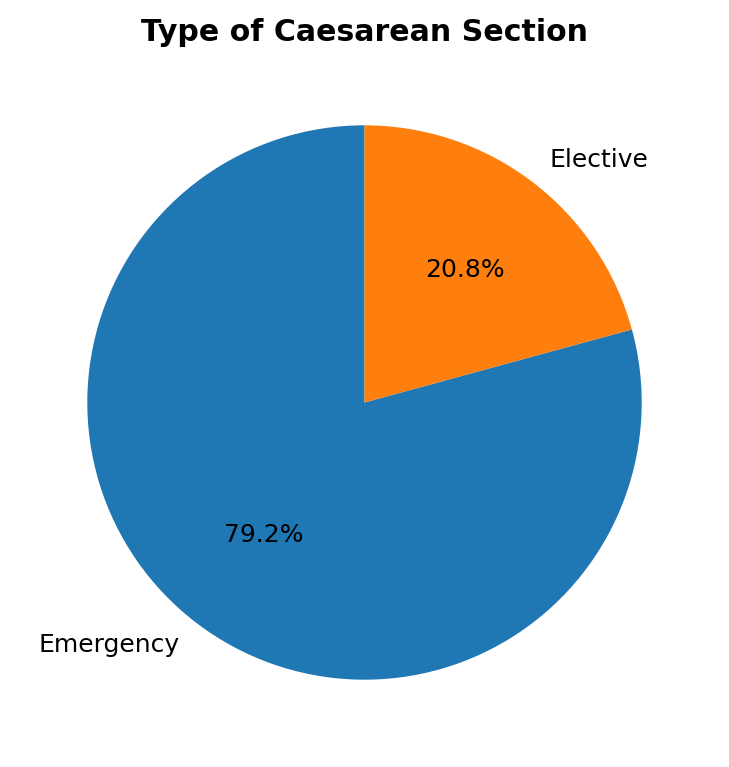 Type of Caesarean Section
Elective
20.8%
79.2%
Emergency